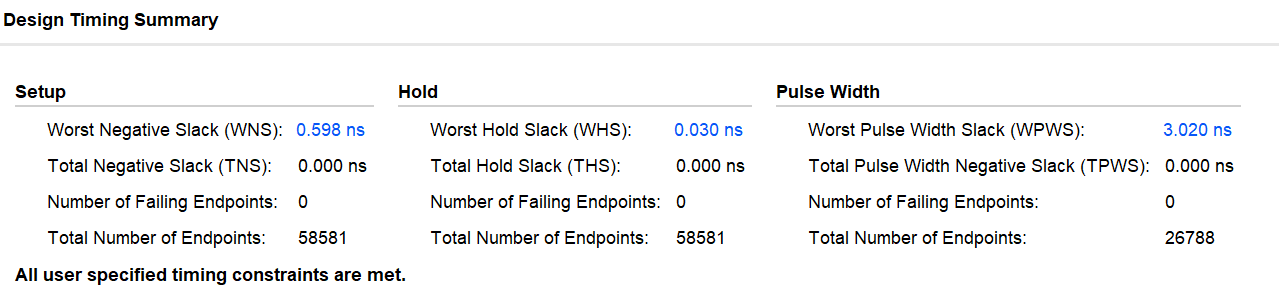 Design Timing Summary
Setup Hold Pulse Width
Worst Negative Slack (WNS): 0.598 ns Worst Hold Slack (WHS): 0.030 ns Worst Pulse Width Slack (WPWS): 3.020 ns
Total Negative Slack (TNS): 0.000 ns Total Hold Slack (THS): 0.000 ns Total Pulse Width Negative Slack (TPWS): 0.000 ns
Number of Failing Endpoints: 0 Number of Failing Endpoints: 0 Number of Failing Endpoints: 0
Total Number of Endpoints: 58581 Total Number of Endpoints: 58581 Total Number of Endpoints: 26788
All user specified timing constraints are met.